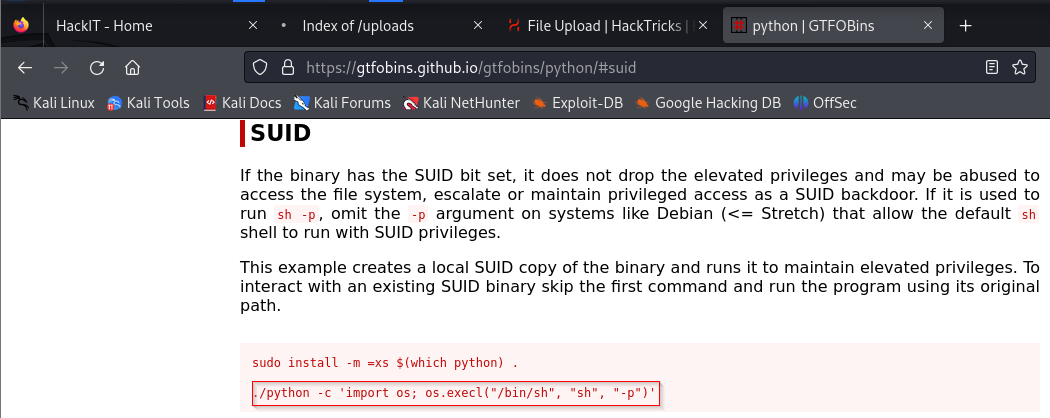 HackIT - Home
Index of /uploads
File Upload | HackTricks |
python | GTFOBins
https://gtfobins.github.io/gtfobins/python/#suid
Kali Linux
Kali Tools
Kali Docs
Kali Forums
Kali NetHunter
Exploit-DB
Google Hacking DB
OffSec
SUID
If the binary has the SUID bit set, it does not drop the elevated privileges and may be abused to
access the file system, escalate or maintain privileged access as a SUID backdoor. If it is used to
run sh -p, omit the -p argument on systems like Debian (<= Stretch) that allow the default sh
shell to run with SUID privileges.
This example creates a local SUID copy of the binary and runs it to maintain elevated privileges. To
interact with an existing SUID binary skip the first command and run the program using its original
path.
sudo install -m =xs $(which python) .
./python -c 'import os; os.execl("/bin/sh", "sh", "-p")'